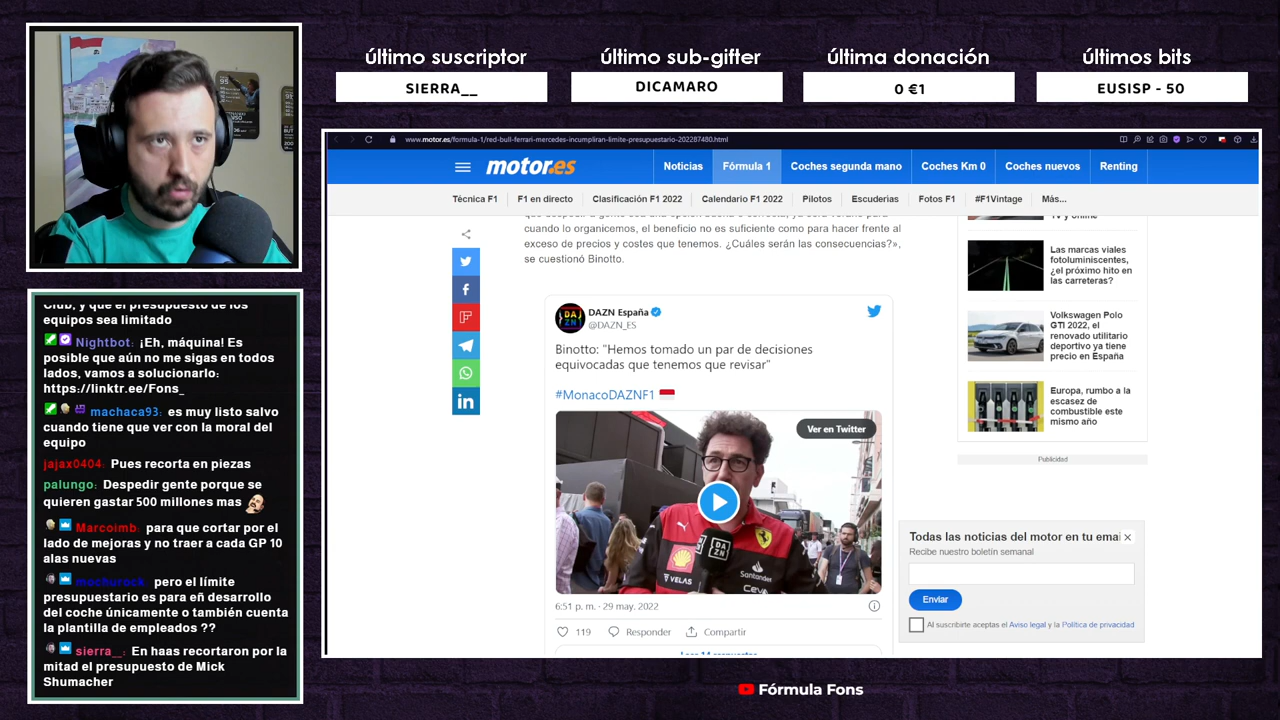 último suscriptor
SIERRA__
último sub-gifter
DICAMARO
última donación
0 €1
últimos bits
EUSISP - 50
www.motor.es/formula-1/red-bull-ferrari-mercedes-incumpliran-limite-presupuestario-202287480.html
motor.es
Noticias
Fórmula 1
Coches segunda mano
Coches Km 0
Coches nuevos
Renting
Técnica F1
F1 en directo
Clasificación F1 2022
Calendario F1 2022
Pilotos
Escuderias
Fotos F1
#F1Vintage
Más...
cuando lo organicemos, el beneficio no es suficiente como para hacer frente al
exceso de precios y costes que tenemos. ¿Cuáles serán las consecuencias?»,
se cuestionó Binotto.
DAZN España
@DAZN_ES
Binotto: "Hemos tomado un par de decisiones
equivocadas que tenemos que revisar"
#MonacoDAZNF1
Ver en Twitter
DAZN
VELAS
Santander
6:51 p. m. · 29 may. 2022
119
Responder
Compartir
TV y online
Las marcas viales
fotoluminiscentes,
¿el próximo hito en
las carreteras?
Volkswagen Polo
GTI 2022, el
renovado utilitario
deportivo ya tiene
precio en España
Europa, rumbo a la
escasez de
combustible este
mismo año
Publicidad
Todas las noticias del motor en tu emai
Recibe nuestro boletín semanal
Enviar
Al suscribirte aceptas el Aviso legal y la Política de privacidad
Club, y que el presupuesto de los
equipos sea limitado
Nightbot: ¡Eh, máquina! Es
posible que aún no me sigas en todos
lados, vamos a solucionarlo:
https://linktr.ee/Fons_
machaca93: es muy listo salvo
cuando tiene que ver con la moral del
equipo
jajax0404: Pues recorta en piezas
palungo: Despedir gente porque se
quieren gastar 500 millones mas
Marcoimb: para que cortar por el
lado de mejoras y no traer a cada GP 10
alas nuevas
mochurock: pero el límite
presupuestario es para eñ desarrollo
del coche únicamente o también cuenta
la plantilla de empleados ??
sierra__: En haas recortaron por la
mitad el presupuesto de Mick
Shumacher
Fórmula Fons